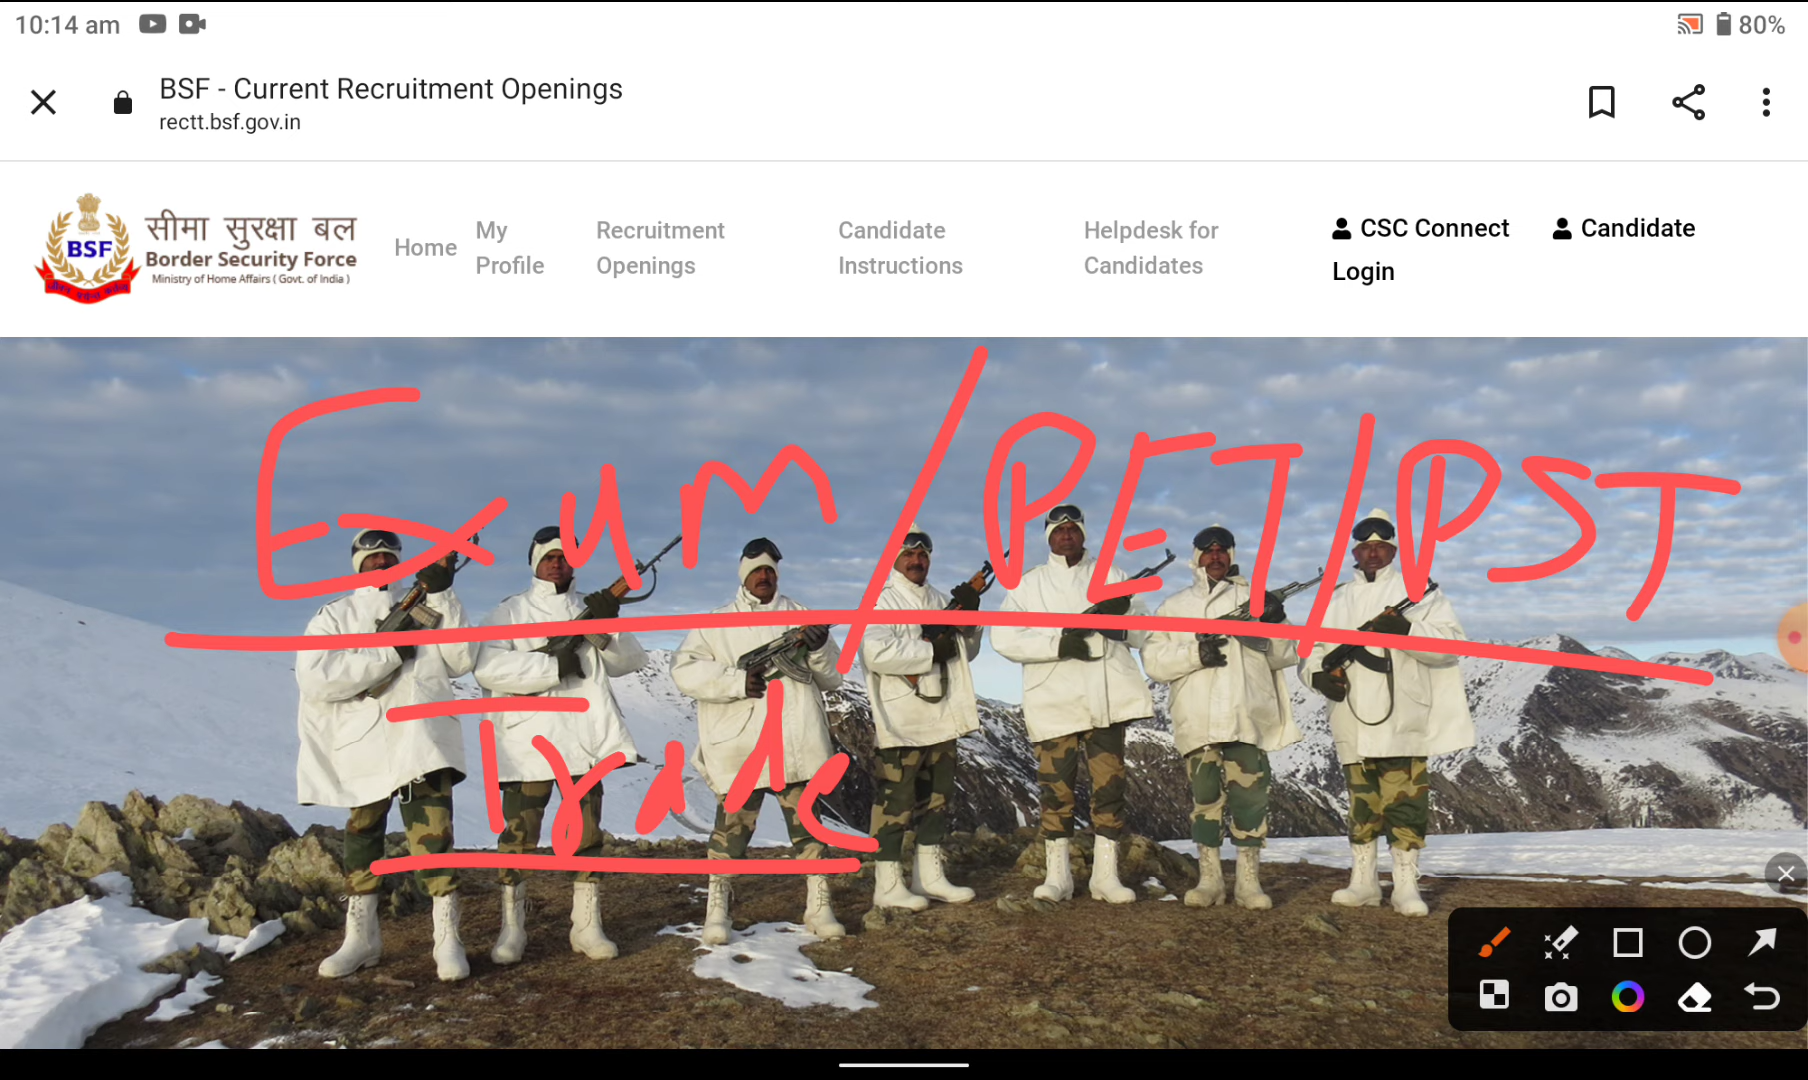 10:14 am
80%
BSF - Current Recruitment Openings
rectt.bsf.gov.in
BSF
सीमा सुरक्षा बल
Border Security Force
Ministry of Home Affairs ( Govt. of India )
Home
My Profile
Recruitment Openings
Candidate Instructions
Helpdesk for Candidates
CSC Connect Login
Candidate
Exam/PET/PST
Trade